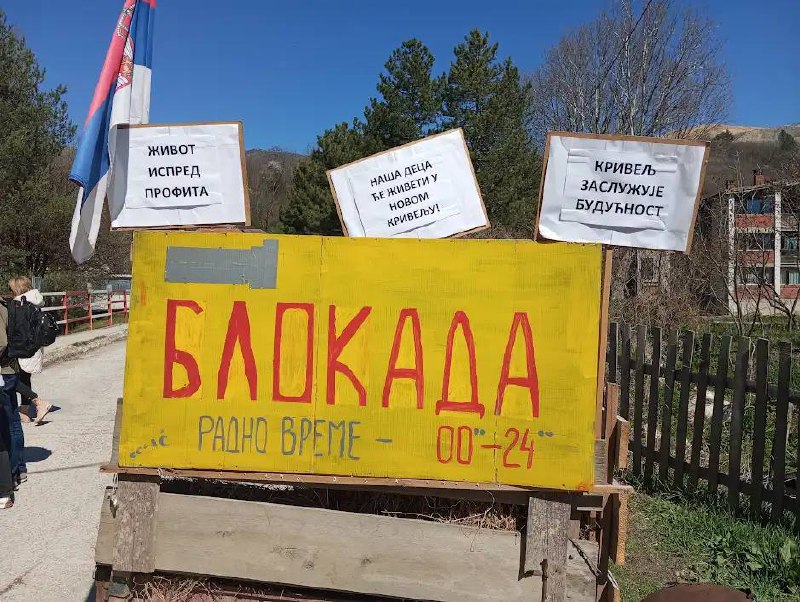 ЖИВОТ
ИСПРЕД
ПРОФИТА
НАША ДЕЦА
ЋЕ ЖИВЕТИ У
НОВОМ
КРИВЕЉУ!
КРИВЕЉ
ЗАСЛУЖУЈЕ
БУДУЋНОСТ
БЛОКАДА
РАДНО ВРЕМЕ – 00°°–24°°